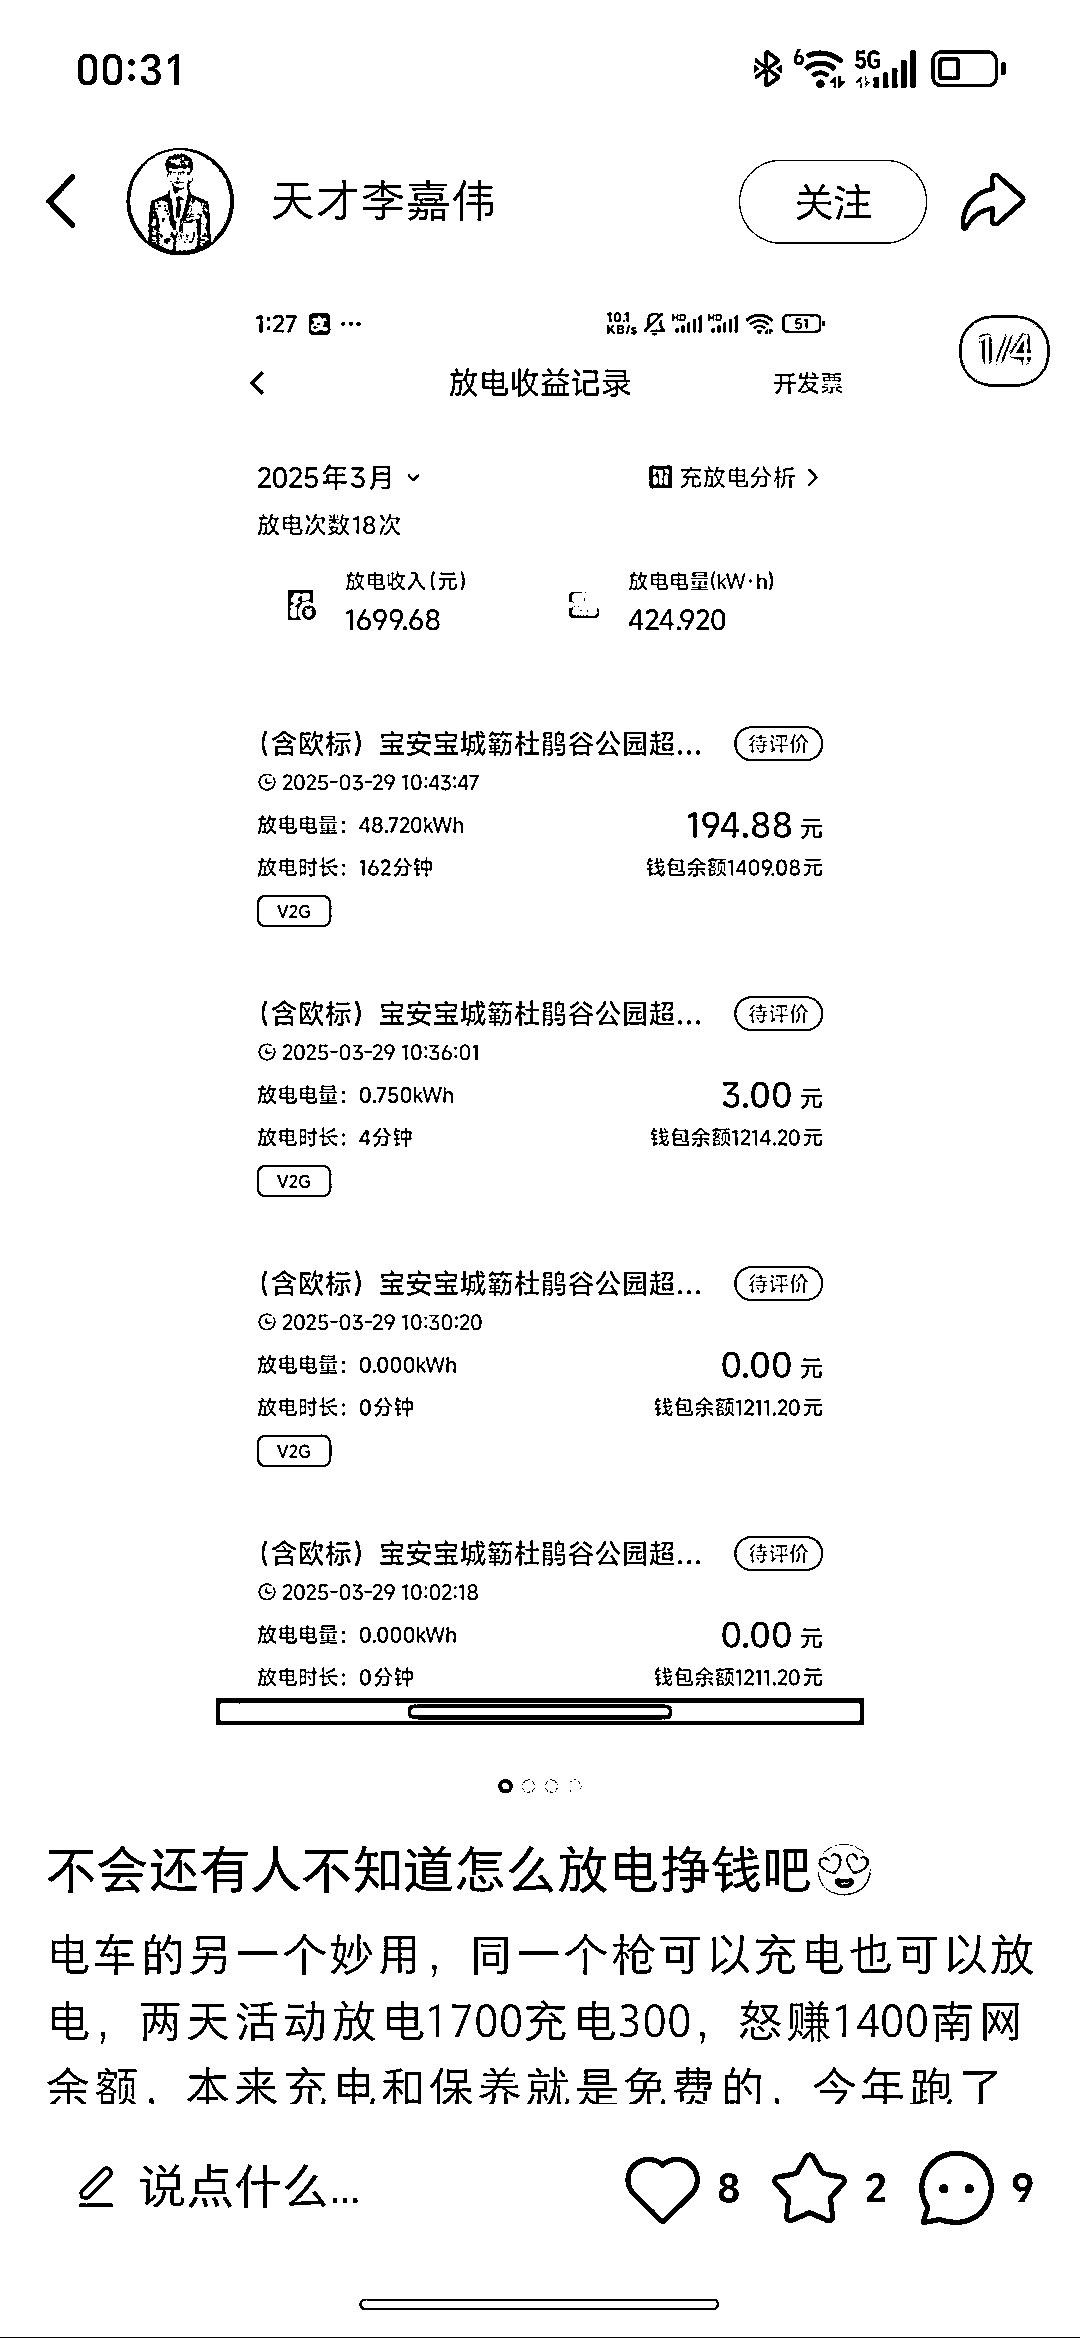 00:31
6 5G
天才李嘉伟
关注
1:27 ...
10.1 KB/s HD HD 51
1/4
放电收益记录
开发票
2025年3月
充放电分析
放电次数18次
放电收入(元)
放电电量(kW·h)
1699.68
424.920
（含欧标）宝安宝城簕杜鹃谷公园超...
待评价
2025-03-29 10:43:47
放电电量：48.720kWh
194.88 元
放电时长：162分钟
钱包余额1409.08元
V2G
（含欧标）宝安宝城簕杜鹃谷公园超...
待评价
2025-03-29 10:36:01
放电电量：0.750kWh
3.00 元
放电时长：4分钟
钱包余额1214.20元
V2G
（含欧标）宝安宝城簕杜鹃谷公园超...
待评价
2025-03-29 10:30:20
放电电量：0.000kWh
0.00 元
放电时长：0分钟
钱包余额1211.20元
V2G
（含欧标）宝安宝城簕杜鹃谷公园超...
待评价
2025-03-29 10:02:18
放电电量：0.000kWh
0.00 元
放电时长：0分钟
钱包余额1211.20元
不会还有人不知道怎么放电挣钱吧
电车的另一个妙用，同一个枪可以充电也可以放
电，两天活动放电1700充电300，怒赚1400南网
余额，本来充电和保养就是免费的，今年跑了
说点什么...
8
2
9